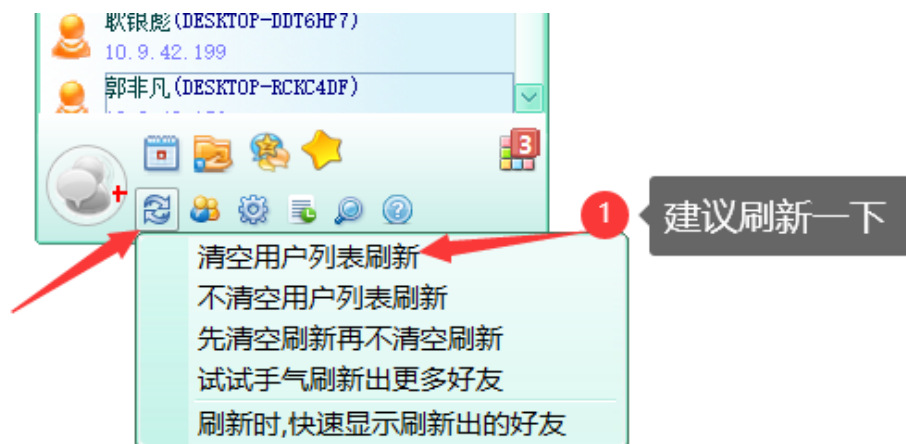 耿银彪(DESKTOP-DDT6HP7)
10.9.42.199
郭非凡(DESKTOP-RCKC4DF)
3
1 建议刷新一下
清空用户列表刷新
不清空用户列表刷新
先清空刷新再不清空刷新
试试手气刷新出更多好友
刷新时,快速显示刷新出的好友